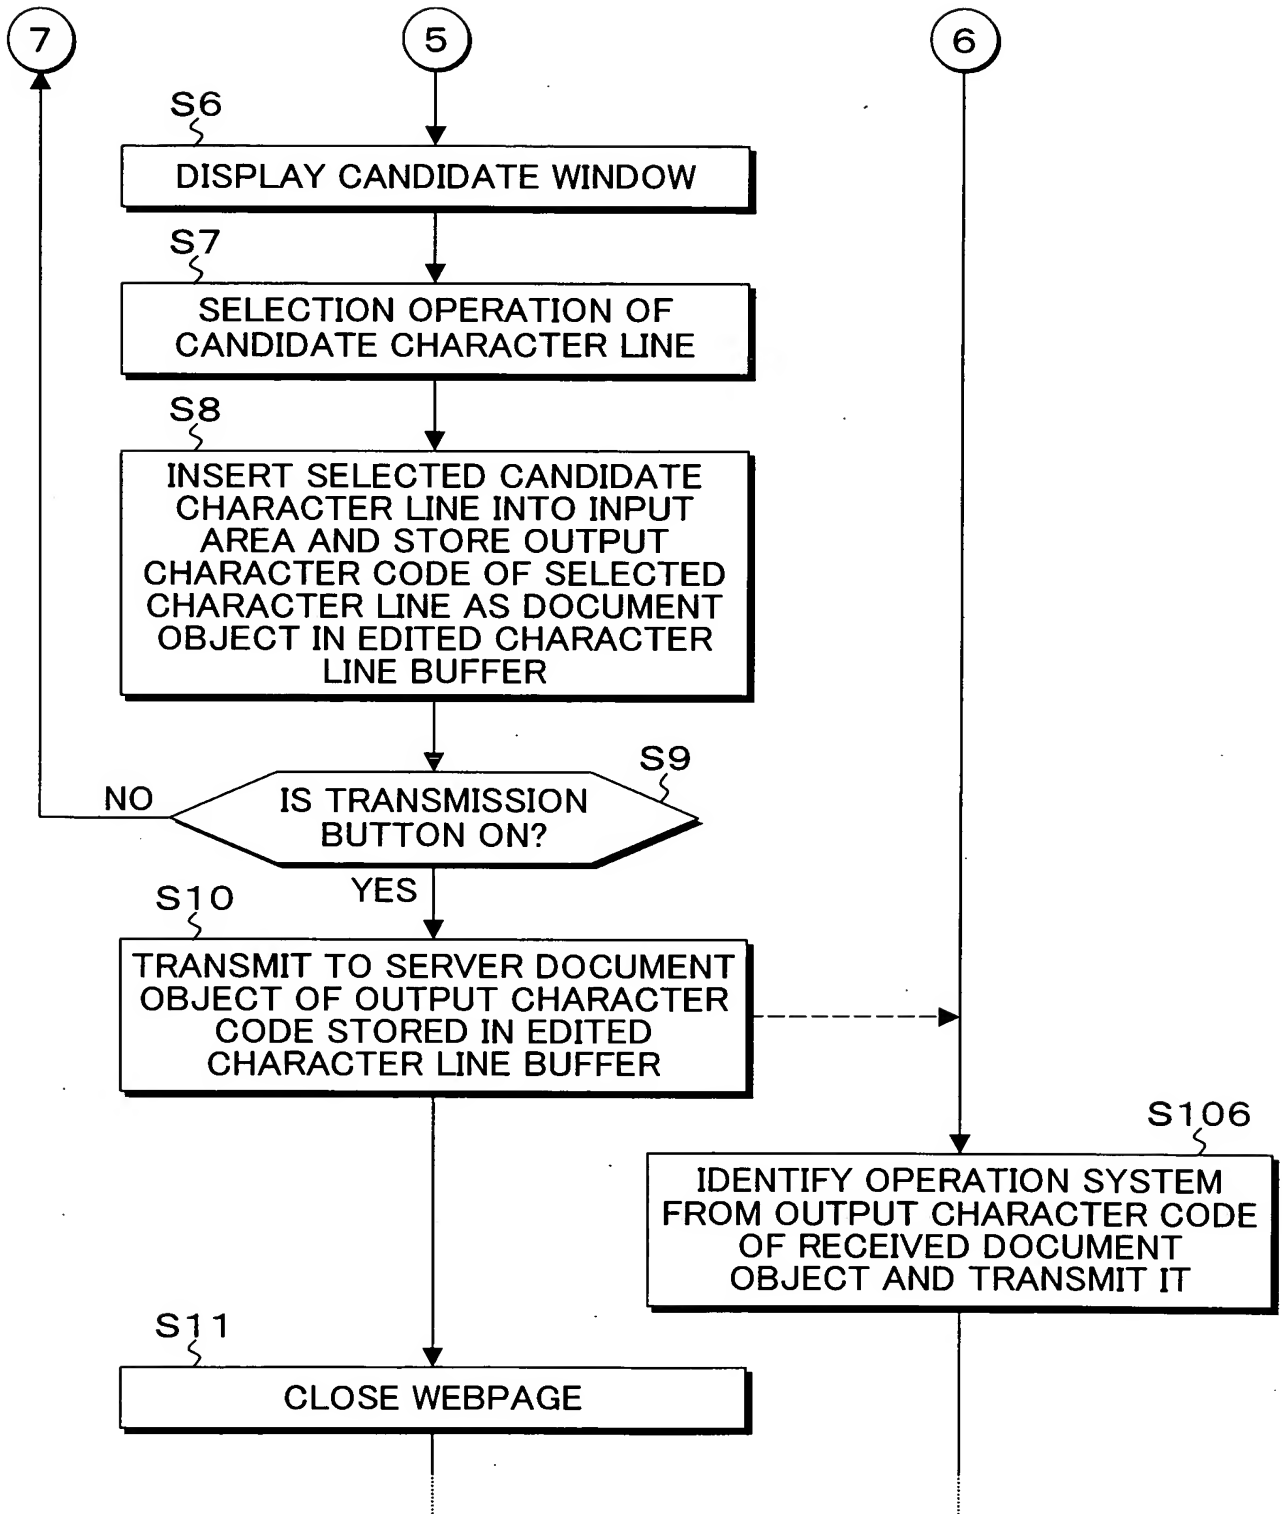 7
5
6
S6
DISPLAY CANDIDATE WINDOW
S7
SELECTION OPERATION OF
CANDIDATE CHARACTER LINE
S8
INSERT SELECTED CANDIDATE
CHARACTER LINE INTO INPUT
AREA AND STORE OUTPUT
CHARACTER CODE OF SELECTED
CHARACTER LINE AS DOCUMENT
OBJECT IN EDITED CHARACTER
LINE BUFFER
S9
NO
IS TRANSMISSION
BUTTON ON?
YES
S10
TRANSMIT TO SERVER DOCUMENT
OBJECT OF OUTPUT CHARACTER
CODE STORED IN EDITED
CHARACTER LINE BUFFER
S106
IDENTIFY OPERATION SYSTEM
FROM OUTPUT CHARACTER CODE
OF RECEIVED DOCUMENT
OBJECT AND TRANSMIT IT
S11
CLOSE WEBPAGE